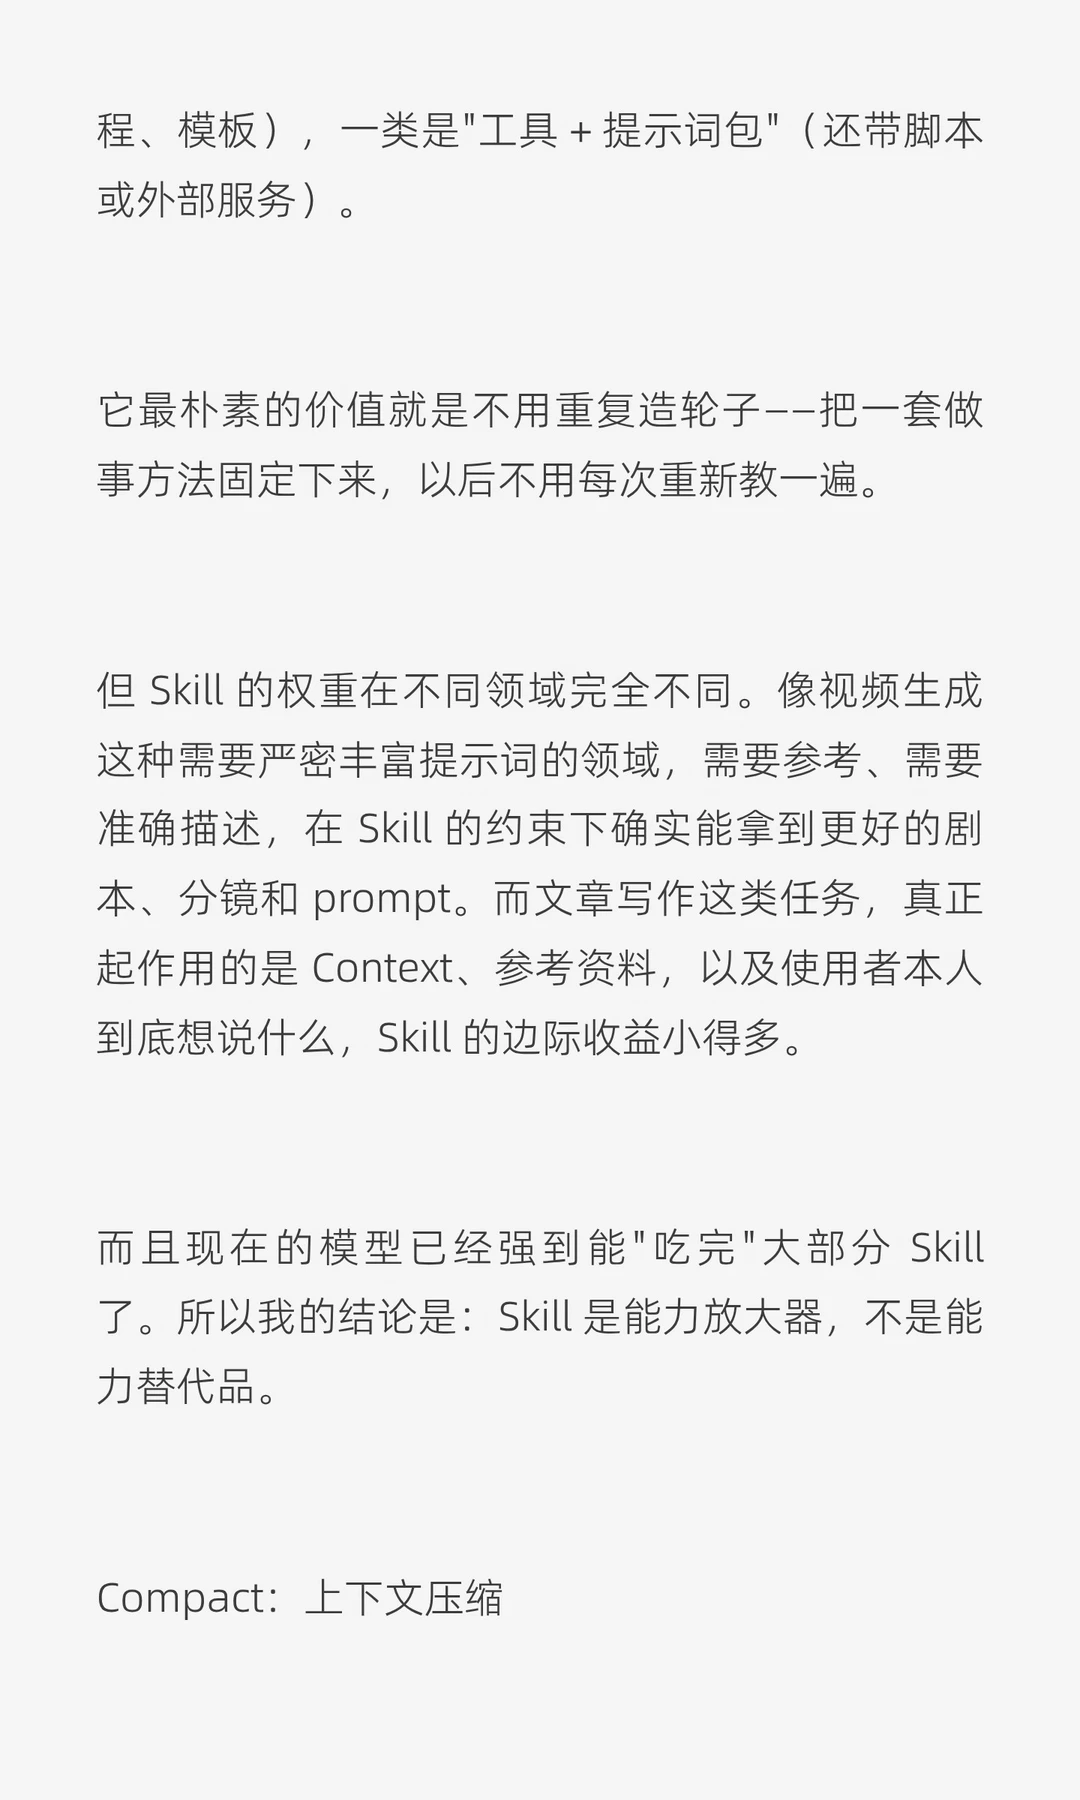 程、模板），一类是"工具 + 提示词包"（还带脚本
或外部服务）。
它最朴素的价值就是不用重复造轮子——把一套做
事方法固定下来，以后不用每次重新教一遍。
但 Skill 的权重在不同领域完全不同。像视频生成
这种需要严密丰富提示词的领域，需要参考、需要
准确描述，在 Skill 的约束下确实能拿到更好的剧
本、分镜和 prompt。而文章写作这类任务，真正
起作用的是 Context、参考资料，以及使用者本人
到底想说什么，Skill 的边际收益小得多。
而且现在的模型已经强到能"吃完"大部分 Skill
了。所以我的结论是：Skill 是能力放大器，不是能
力替代品。
Compact：上下文压缩